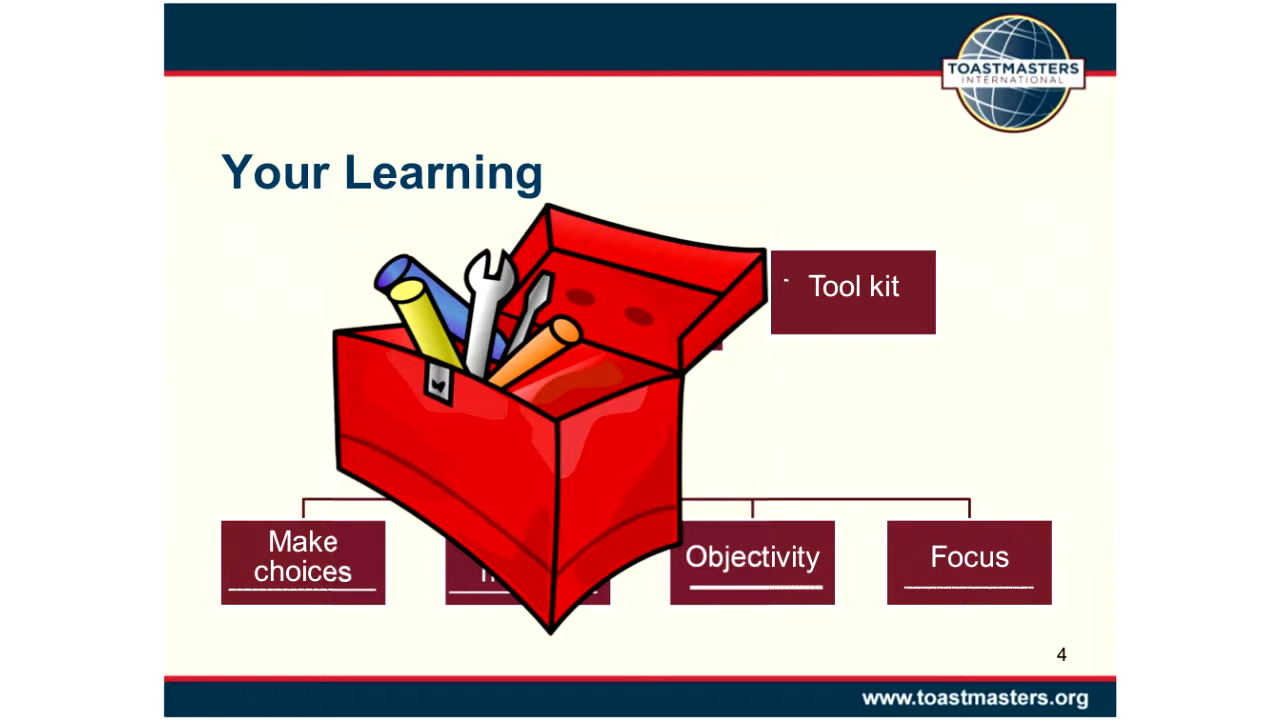 TOASTMASTERS
INTERNATIONAL
Your Learning
Tool kit
Make
choices
Objectivity
Focus
4
www.toastmasters.org